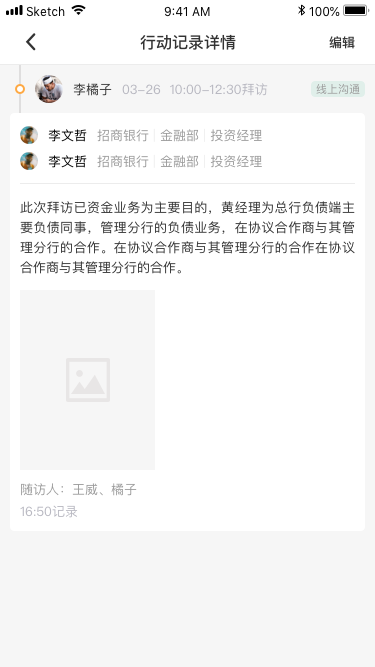 Sketch 9:41 AM 100%
行动记录详情 编辑
李橘子 03-26 10:00-12:30拜访 线上沟通
李文哲 招商银行 金融部 投资经理
李文哲 招商银行 金融部 投资经理
此次拜访已资金业务为主要目的，黄经理为总行负债端主
要负债同事，管理分行的负债业务，在协议合作商与其管
理分行的合作。在协议合作商与其管理分行的合作在协议
合作商与其管理分行的合作。
随访人：王威、橘子
16:50记录